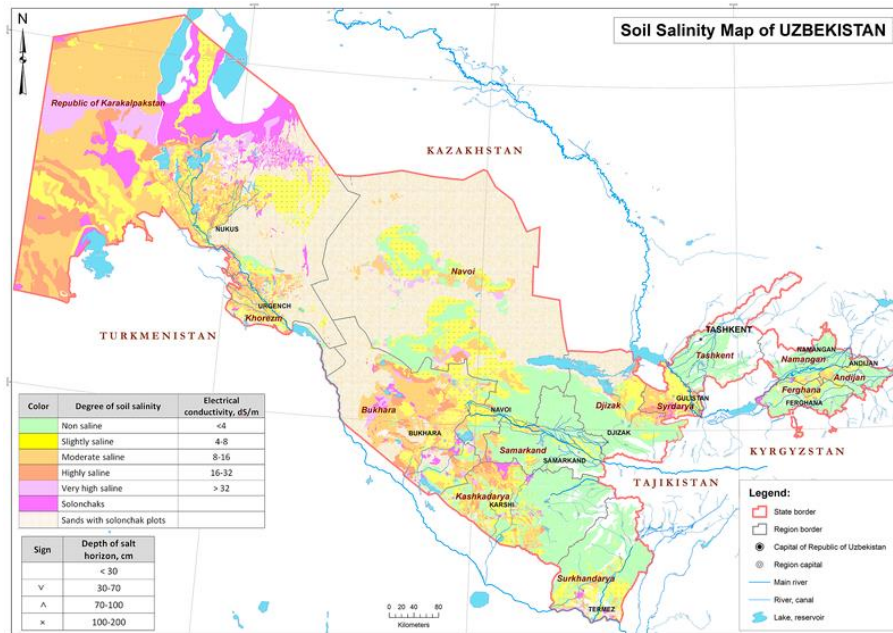 Soil Salinity Map of UZBEKISTAN
N
Republic of Karakalpakstan
KAZAKHSTAN
NUKUS
Navoi
URGENCH
Khorezm
TURKMENISTAN
TASHKENT
Tashkent
NAMANGAN
Namangan
ANDIJAN
Andijan
Ferghana
FERGHANA
GULISTAN
Syrdarya
Djizak
DJIZAK
Bukhara
BUKHARA
NAVOI
Samarkand
SAMARKAND
KYRGYZSTAN
TAJIKISTAN
Kashkadarya
KARSHI
Surkhandarya
TERMEZ
Color Degree of soil salinity Electrical conductivity, dS/m
Non saline <4
Slightly saline 4-8
Moderate saline 8-16
Highly saline 16-32
Very high saline > 32
Solonchaks
Sands with solonchak plots
Sign Depth of salt horizon, cm
< 30
v 30-70
ʌ 70-100
× 100-200
0 20 40 60 80
Kilometers
Legend:
State border
Region border
Capital of Republic of Uzbekistan
Region capital
Main river
River, canal
Lake, reservoir